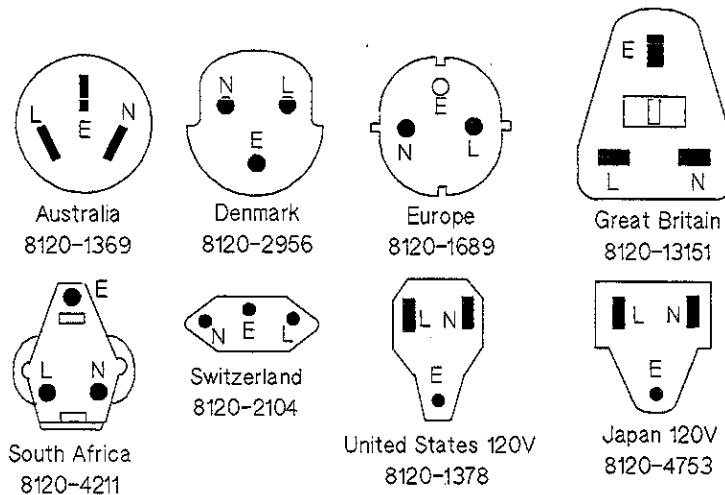 L E N
Australia
8120-1369
N L
E
Denmark
8120-2956
E
N L
Europe
8120-1689
E
L N
Great Britain
8120-13151
E
L N
South Africa
8120-4211
N E L
Switzerland
8120-2104
L N
E
United States 120V
8120-1378
L N
E
Japan 120V
8120-4753